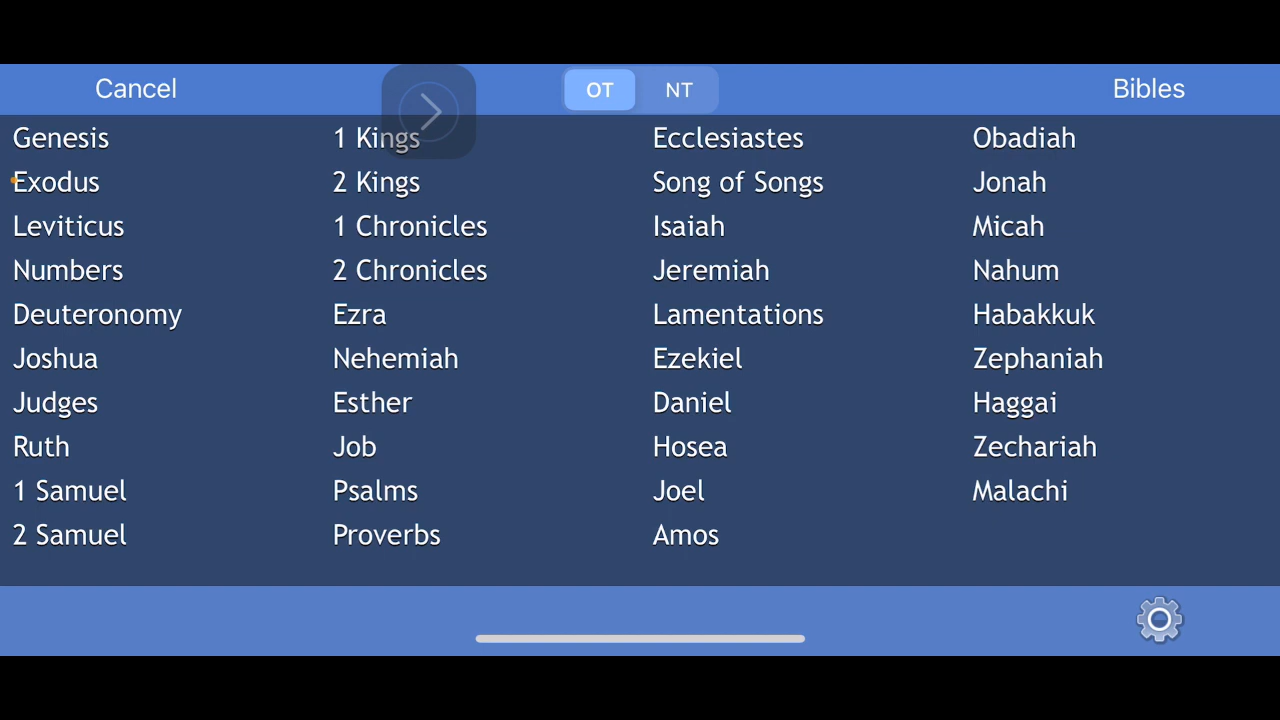 Cancel
OT NT
Bibles
Genesis
Exodus
Leviticus
Numbers
Deuteronomy
Joshua
Judges
Ruth
1 Samuel
2 Samuel
1 Kings
2 Kings
1 Chronicles
2 Chronicles
Ezra
Nehemiah
Esther
Job
Psalms
Proverbs
Ecclesiastes
Song of Songs
Isaiah
Jeremiah
Lamentations
Ezekiel
Daniel
Hosea
Joel
Amos
Obadiah
Jonah
Micah
Nahum
Habakkuk
Zephaniah
Haggai
Zechariah
Malachi